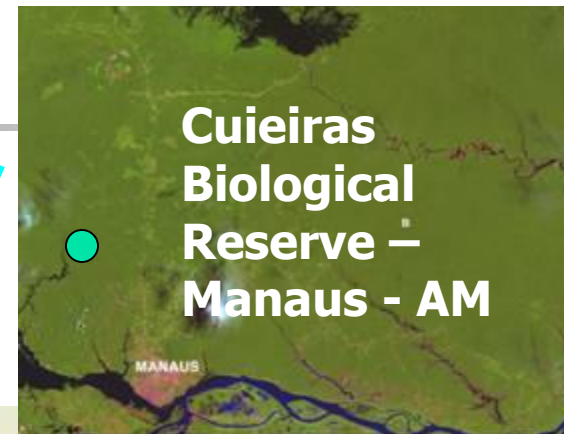 Cuieiras
Biological
Reserve –
Manaus - AM
MANAUS